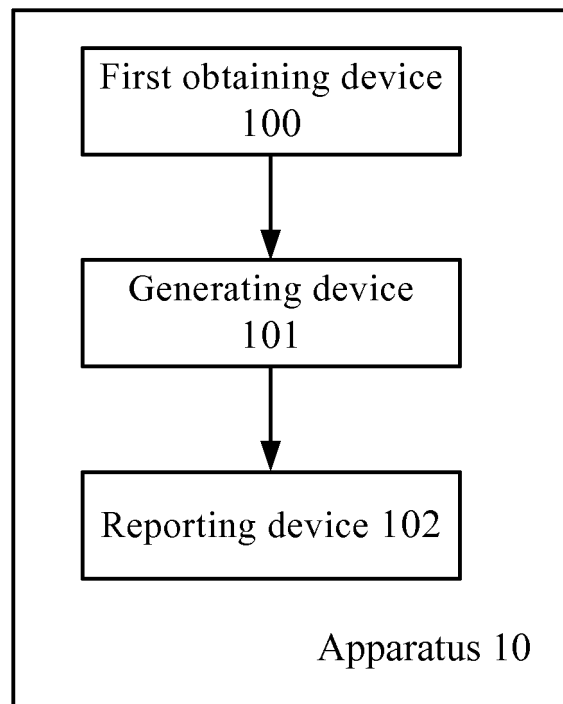 First obtaining device
100
Generating device
101
Reporting device 102
Apparatus 10